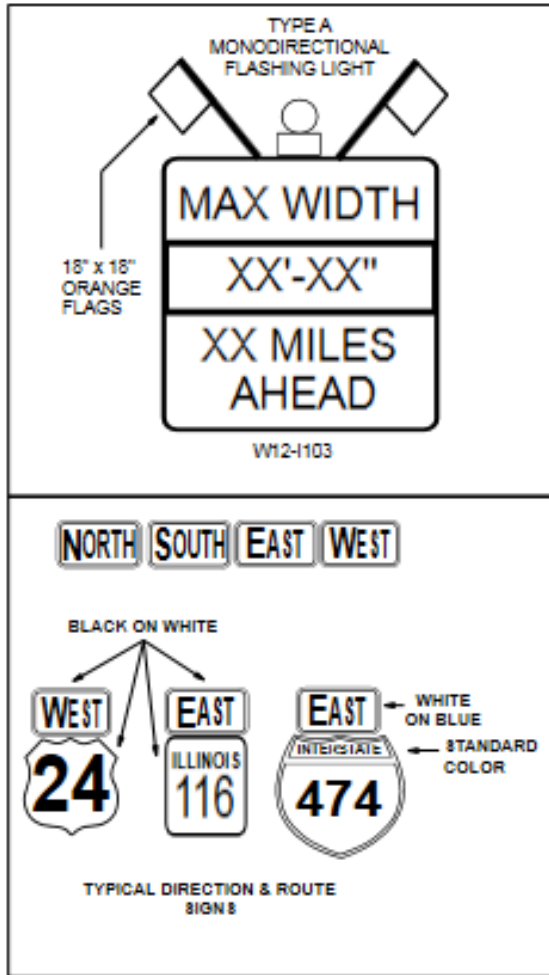 TYPE A
MONODIRECTIONAL
FLASHING LIGHT
MAX WIDTH
18" x 18"
ORANGE
FLAGS
XX'-XX"
XX MILES
AHEAD
W12-I103
NORTH SOUTH EAST WEST
BLACK ON WHITE
WEST EAST EAST
WHITE
ON BLUE
24
ILLINOIS
116
INTERSTATE
474
STANDARD
COLOR
TYPICAL DIRECTION & ROUTE
SIGNS